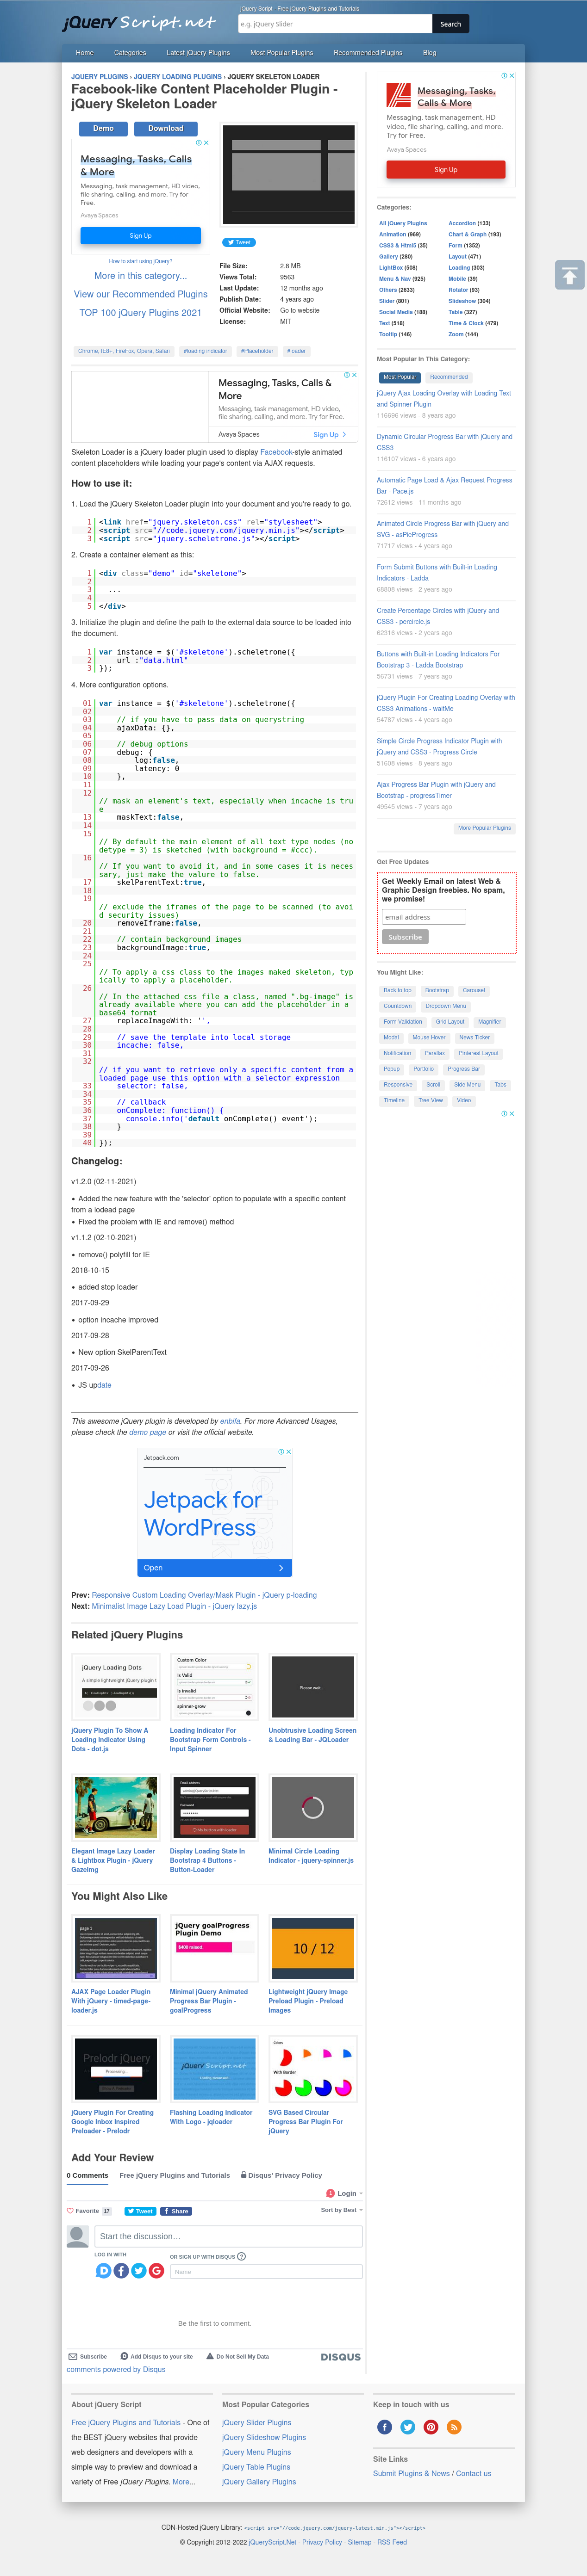 jQuery Script.net
jQuery Script - Free jQuery Plugins and Tutorials
e.g. jQuery Slider
Search
Home Categories Latest jQuery Plugins Most Popular Plugins Recommended Plugins Blog
JQUERY PLUGINS › JQUERY LOADING PLUGINS › JQUERY SKELETON LOADER
Facebook-like Content Placeholder Plugin -
jQuery Skeleton Loader
Demo Download
Messaging, Tasks, Calls
& More
Messaging, task management, HD video,
file sharing, calling, and more. Try for
Free.
Avaya Spaces
Sign Up
How to start using jQuery?
More in this category...
View our Recommended Plugins
TOP 100 jQuery Plugins 2021
Tweet
File Size: 2.8 MB
Views Total: 9563
Last Update: 12 months ago
Publish Date: 4 years ago
Official Website: Go to website
License: MIT
Chrome, IE8+, FireFox, Opera, Safari #loading indicator #Placeholder #loader
Messaging, Tasks, Calls &
More
Messaging, task management, HD video,
file sharing, calling, and more. Try for Free.
Avaya Spaces Sign Up
Skeleton Loader is a jQuery loader plugin used to display Facebook-style animated
content placeholders while loading your page's content via AJAX requests.
How to use it:
1. Load the jQuery Skeleton Loader plugin into your document and you're ready to go.
1 <link href="jquery.skeleton.css" rel="stylesheet">
2 <script src="//code.jquery.com/jquery.min.js"></script>
3 <script src="jquery.scheletrone.js"></script>
2. Create a container element as this:
1 <div class="demo" id="skeletone">
2
3 ...
4
5 </div>
3. Initialize the plugin and define the path to the external data source to be loaded into
the document.
1 var instance = $('#skeletone').scheletrone({
2 url :"data.html"
3 });
4. More configuration options.
01 var instance = $('#skeletone').scheletrone({
02
03 // if you have to pass data on querystring
04 ajaxData: {},
05
06 // debug options
07 debug: {
08 log:false,
09 latency: 0
10 },
11
12
// mask an element's text, especially when incache is tru
e
13 maskText:false,
14
15
// By default the main element of all text type nodes (no
detype = 3) is sketched (with background = #ccc).
16
// If you want to avoid it, and in some cases it is neces
sary, just make the valure to false.
17 skelParentText:true,
18
19
// exclude the iframes of the page to be scanned (to avoi
d security issues)
20 removeIframe:false,
21
22 // contain background images
23 backgroundImage:true,
24
25
// To apply a css class to the images maked skeleton, typ
ically to apply a placeholder.
26
// In the attached css file a class, named ".bg-image" is
already available where you can add the placeholder in a
base64 format
27 replaceImageWith: '',
28
29 // save the template into local storage
30 incache: false,
31
32
// if you want to retrieve only a specific content from a
loaded page use this option with a selector expression
33 selector: false,
34
35 // callback
36 onComplete: function() {
37 console.info('default onComplete() event');
38 }
39
40 });
Changelog:
v1.2.0 (02-11-2021)
• Added the new feature with the 'selector' option to populate with a specific content
from a lodead page
• Fixed the problem with IE and remove() method
v1.1.2 (02-10-2021)
• remove() polyfill for IE
2018-10-15
• added stop loader
2017-09-29
• option incache improved
2017-09-28
• New option SkelParentText
2017-09-26
• JS update
This awesome jQuery plugin is developed by enbifa. For more Advanced Usages,
please check the demo page or visit the official website.
Jetpack.com
Jetpack for
WordPress
Open
Prev: Responsive Custom Loading Overlay/Mask Plugin - jQuery p-loading
Next: Minimalist Image Lazy Load Plugin - jQuery lazy.js
Related jQuery Plugins
jQuery Loading Dots
A simple lightweight jQuery plugin t
Custom Color
Is Valid
Is invalid
spinner-grow
Please wait.
jQuery Plugin To Show A
Loading Indicator Using
Dots - dot.js
Loading Indicator For
Bootstrap Form Controls -
Input Spinner
Unobtrusive Loading Screen
& Loading Bar - JQLoader
Email address
Password
My button with loader
Elegant Image Lazy Loader
& Lightbox Plugin - jQuery
GazeImg
Display Loading State In
Bootstrap 4 Buttons -
Button-Loader
Minimal Circle Loading
Indicator - jquery-spinner.js
You Might Also Like
page 1
jQuery goalProgress
Plugin Demo
$400 raised.
10 / 12
AJAX Page Loader Plugin
With jQuery - timed-page-
loader.js
Minimal jQuery Animated
Progress Bar Plugin -
goalProgress
Lightweight jQuery Image
Preload Plugin - Preload
Images
Prelodr jQuery
Processing...
jQuery Script.net
Loading, please wait
Colors
With Border
jQuery Plugin For Creating
Google Inbox Inspired
Preloader - Prelodr
Flashing Loading Indicator
With Logo - jqloader
SVG Based Circular
Progress Bar Plugin For
jQuery
Add Your Review
0 Comments Free jQuery Plugins and Tutorials Disqus' Privacy Policy
1 Login
Favorite 17 Tweet Share Sort by Best
Start the discussion…
LOG IN WITH
OR SIGN UP WITH DISQUS ?
Name
Be the first to comment.
Subscribe Add Disqus to your site Do Not Sell My Data DISQUS
comments powered by Disqus
Messaging, Tasks,
Calls & More
Messaging, task management, HD
video, file sharing, calling, and more.
Try for Free.
Avaya Spaces
Sign Up
Categories:
All jQuery Plugins Accordion (133)
Animation (969) Chart & Graph (193)
CSS3 & Html5 (35) Form (1352)
Gallery (280) Layout (471)
LightBox (508) Loading (303)
Menu & Nav (925) Mobile (39)
Others (2633) Rotator (93)
Slider (801) Slideshow (304)
Social Media (188) Table (327)
Text (518) Time & Clock (479)
Tooltip (146) Zoom (144)
Most Popular In This Category:
Most Popular Recommended
jQuery Ajax Loading Overlay with Loading Text
and Spinner Plugin
116696 views - 8 years ago
Dynamic Circular Progress Bar with jQuery and
CSS3
116107 views - 6 years ago
Automatic Page Load & Ajax Request Progress
Bar - Pace.js
72612 views - 11 months ago
Animated Circle Progress Bar with jQuery and
SVG - asPieProgress
71717 views - 4 years ago
Form Submit Buttons with Built-in Loading
Indicators - Ladda
68808 views - 2 years ago
Create Percentage Circles with jQuery and
CSS3 - percircle.js
62316 views - 2 years ago
Buttons with Built-in Loading Indicators For
Bootstrap 3 - Ladda Bootstrap
56731 views - 7 years ago
jQuery Plugin For Creating Loading Overlay with
CSS3 Animations - waitMe
54787 views - 4 years ago
Simple Circle Progress Indicator Plugin with
jQuery and CSS3 - Progress Circle
51608 views - 8 years ago
Ajax Progress Bar Plugin with jQuery and
Bootstrap - progressTimer
49545 views - 7 years ago
More Popular Plugins
Get Free Updates
Get Weekly Email on latest Web &
Graphic Design freebies. No spam,
we promise!
email address
Subscribe
You Might Like:
Back to top Bootstrap Carousel
Countdown Dropdown Menu
Form Validation Grid Layout Magnifier
Modal Mouse Hover News Ticker
Notification Parallax Pinterest Layout
Popup Portfolio Progress Bar
Responsive Scroll Side Menu Tabs
Timeline Tree View Video
About jQuery Script
Free jQuery Plugins and Tutorials - One of
the BEST jQuery websites that provide
web designers and developers with a
simple way to preview and download a
variety of Free jQuery Plugins. More...
Most Popular Categories
jQuery Slider Plugins
jQuery Slideshow Plugins
jQuery Menu Plugins
jQuery Table Plugins
jQuery Gallery Plugins
Keep in touch with us
Site Links
Submit Plugins & News / Contact us
CDN-Hosted jQuery Library: <script src="//code.jquery.com/jquery-latest.min.js"></script>
© Copyright 2012-2022 jQueryScript.Net - Privacy Policy - Sitemap - RSS Feed